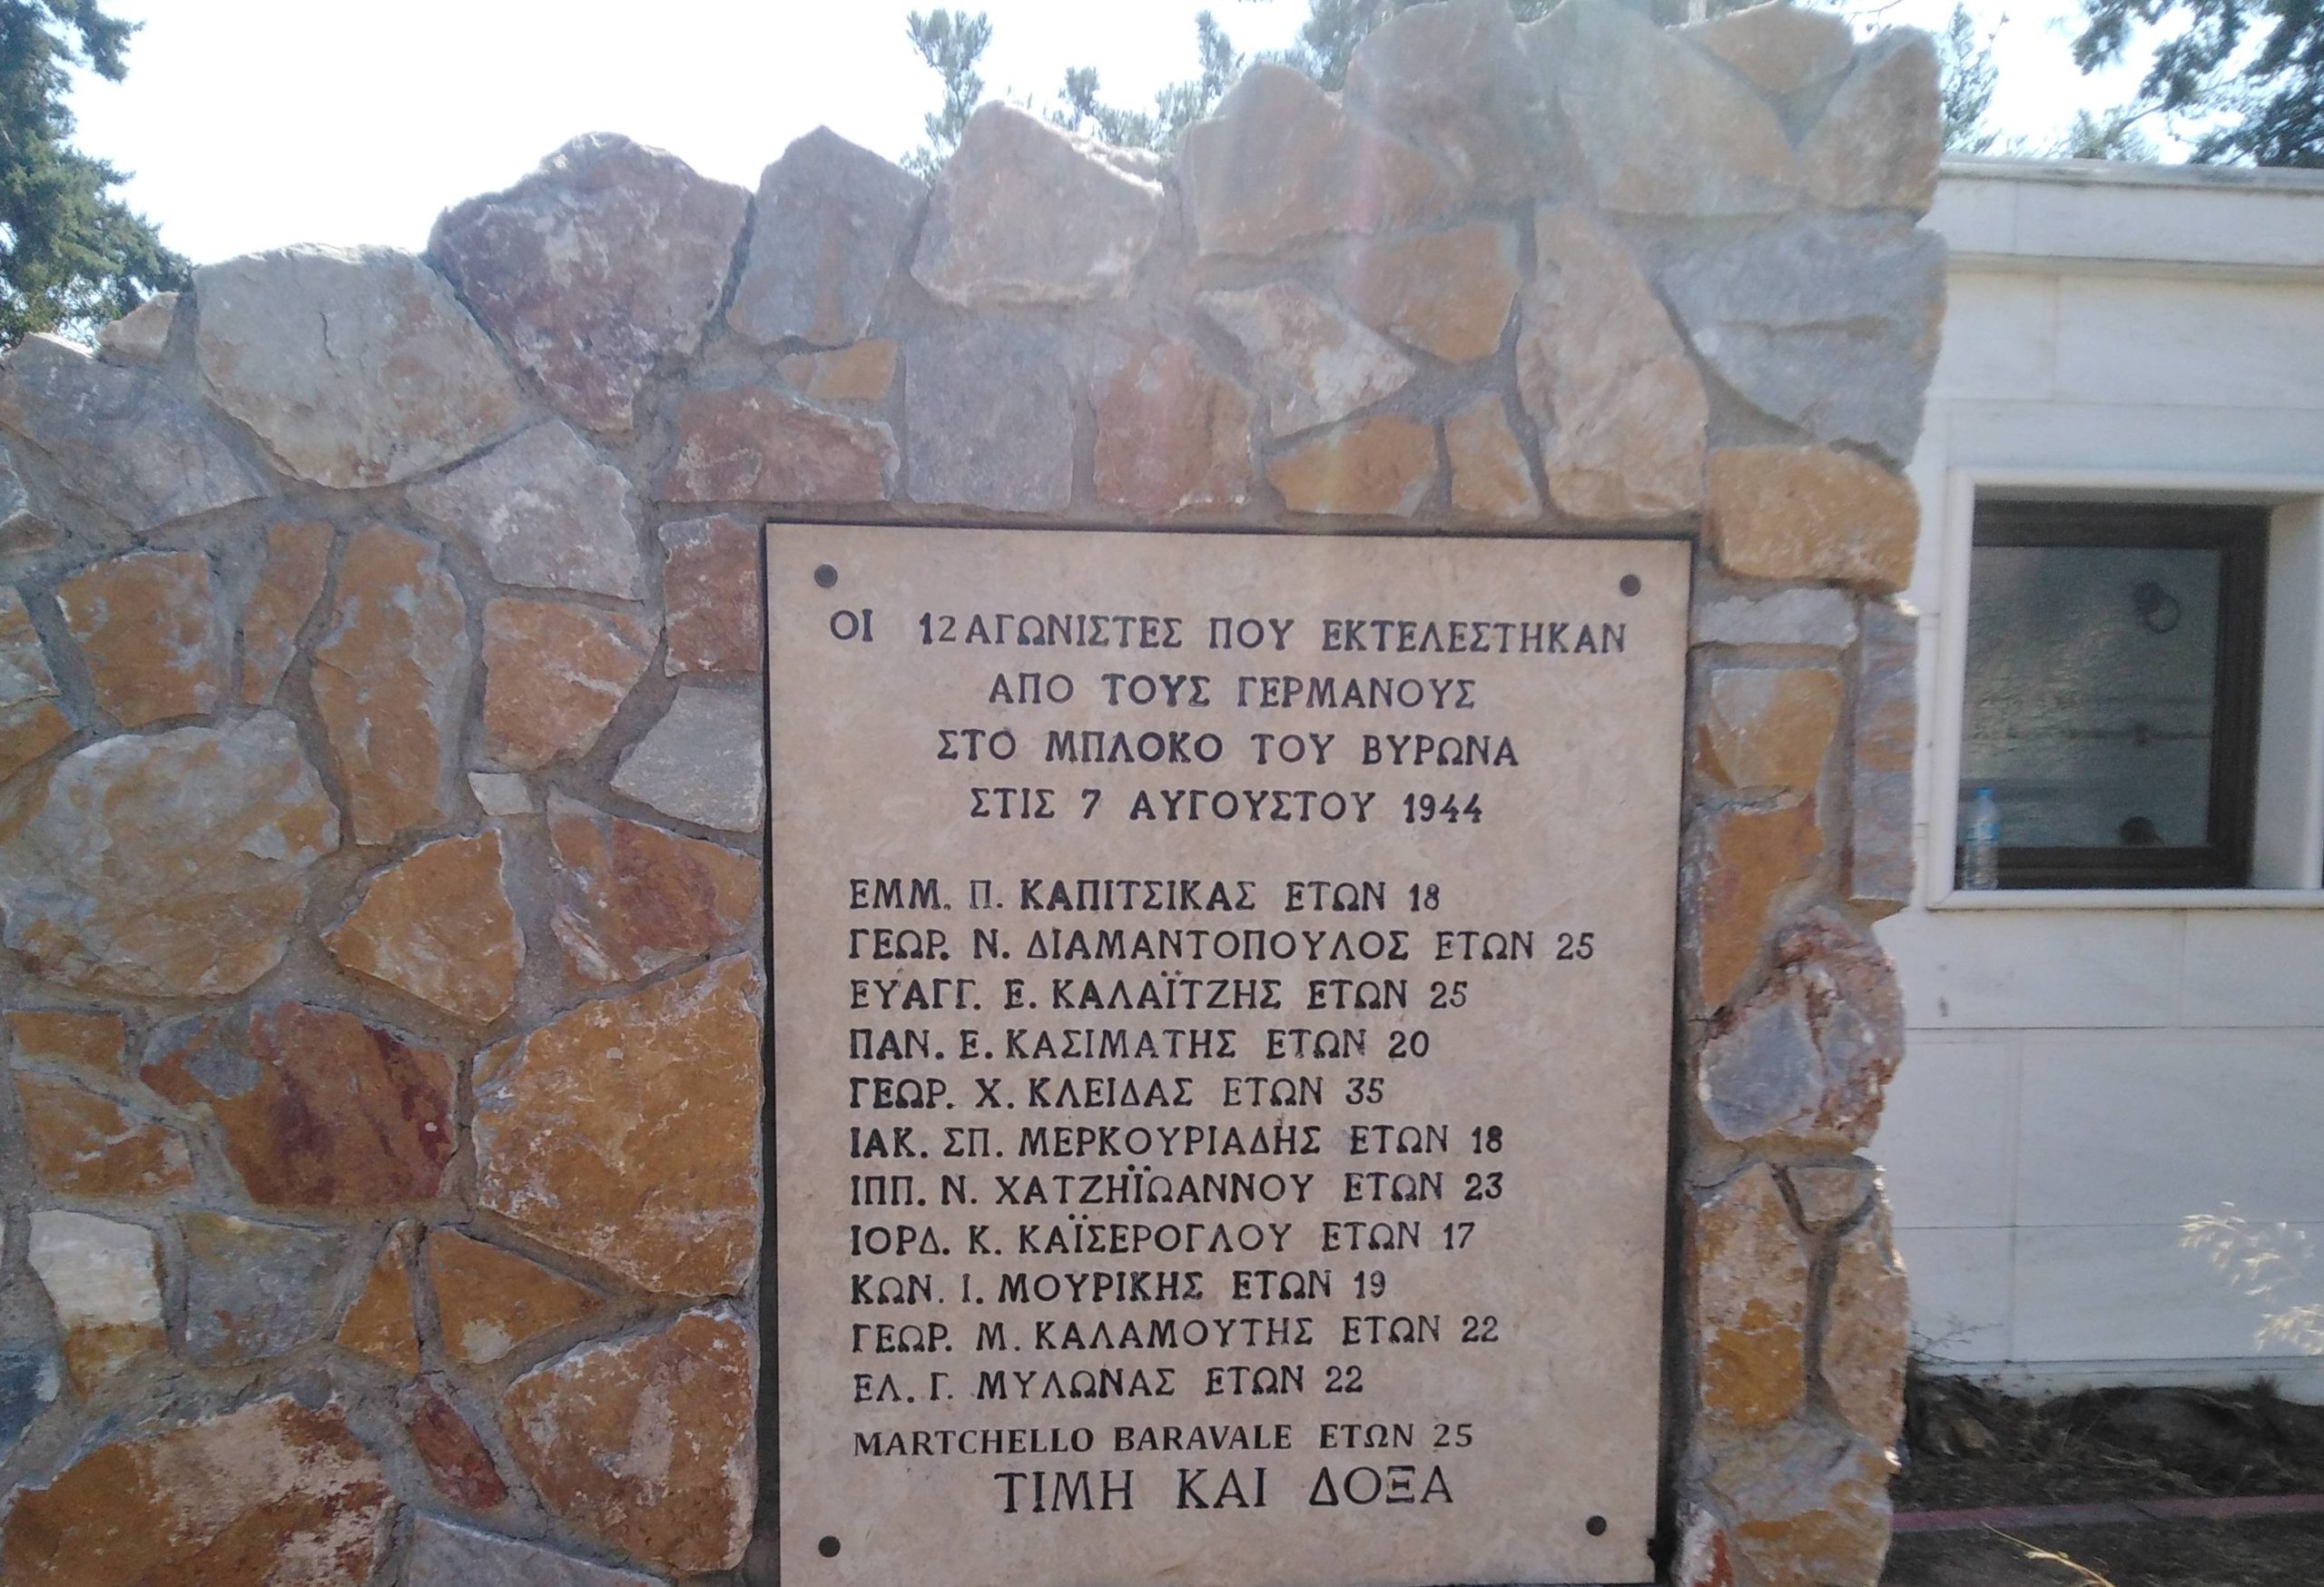 ΟΙ 12 ΑΓΩΝΙΣΤΕΣ ΠΟΥ ΕΚΤΕΛΕΣΤΗΚΑΝ
ΑΠΟ ΤΟΥΣ ΓΕΡΜΑΝΟΥΣ
ΣΤΟ ΜΠΛΟΚΟ ΤΟΥ ΒΥΡΩΝΑ
ΣΤΙΣ 7 ΑΥΓΟΥΣΤΟΥ 1944
ΕΜΜ. Π. ΚΑΠΙΤΣΙΚΑΣ ΕΤΩΝ 18
ΓΕΩΡ. Ν. ΔΙΑΜΑΝΤΟΠΟΥΛΟΣ ΕΤΩΝ 25
ΕΥΑΓΓ. Ε. ΚΑΛΑΪΤΖΗΣ ΕΤΩΝ 25
ΠΑΝ. Ε. ΚΑΣΙΜΑΤΗΣ ΕΤΩΝ 20
ΓΕΩΡ. Χ. ΚΛΕΙΔΑΣ ΕΤΩΝ 35
ΙΑΚ. ΣΠ. ΜΕΡΚΟΥΡΙΑΔΗΣ ΕΤΩΝ 18
ΙΠΠ. Ν. ΧΑΤΖΗΪΩΑΝΝΟΥ ΕΤΩΝ 23
ΙΟΡΔ. Κ. ΚΑΪΣΕΡΟΓΛΟΥ ΕΤΩΝ 17
ΚΩΝ. Ι. ΜΟΥΡΙΚΗΣ ΕΤΩΝ 19
ΓΕΩΡ. Μ. ΚΑΛΑΜΟΥΤΗΣ ΕΤΩΝ 22
ΕΛ. Γ. ΜΥΛΩΝΑΣ ΕΤΩΝ 22
MARTCHELLO BARAVALE ΕΤΩΝ 25
ΤΙΜΗ ΚΑΙ ΔΟΞΑ